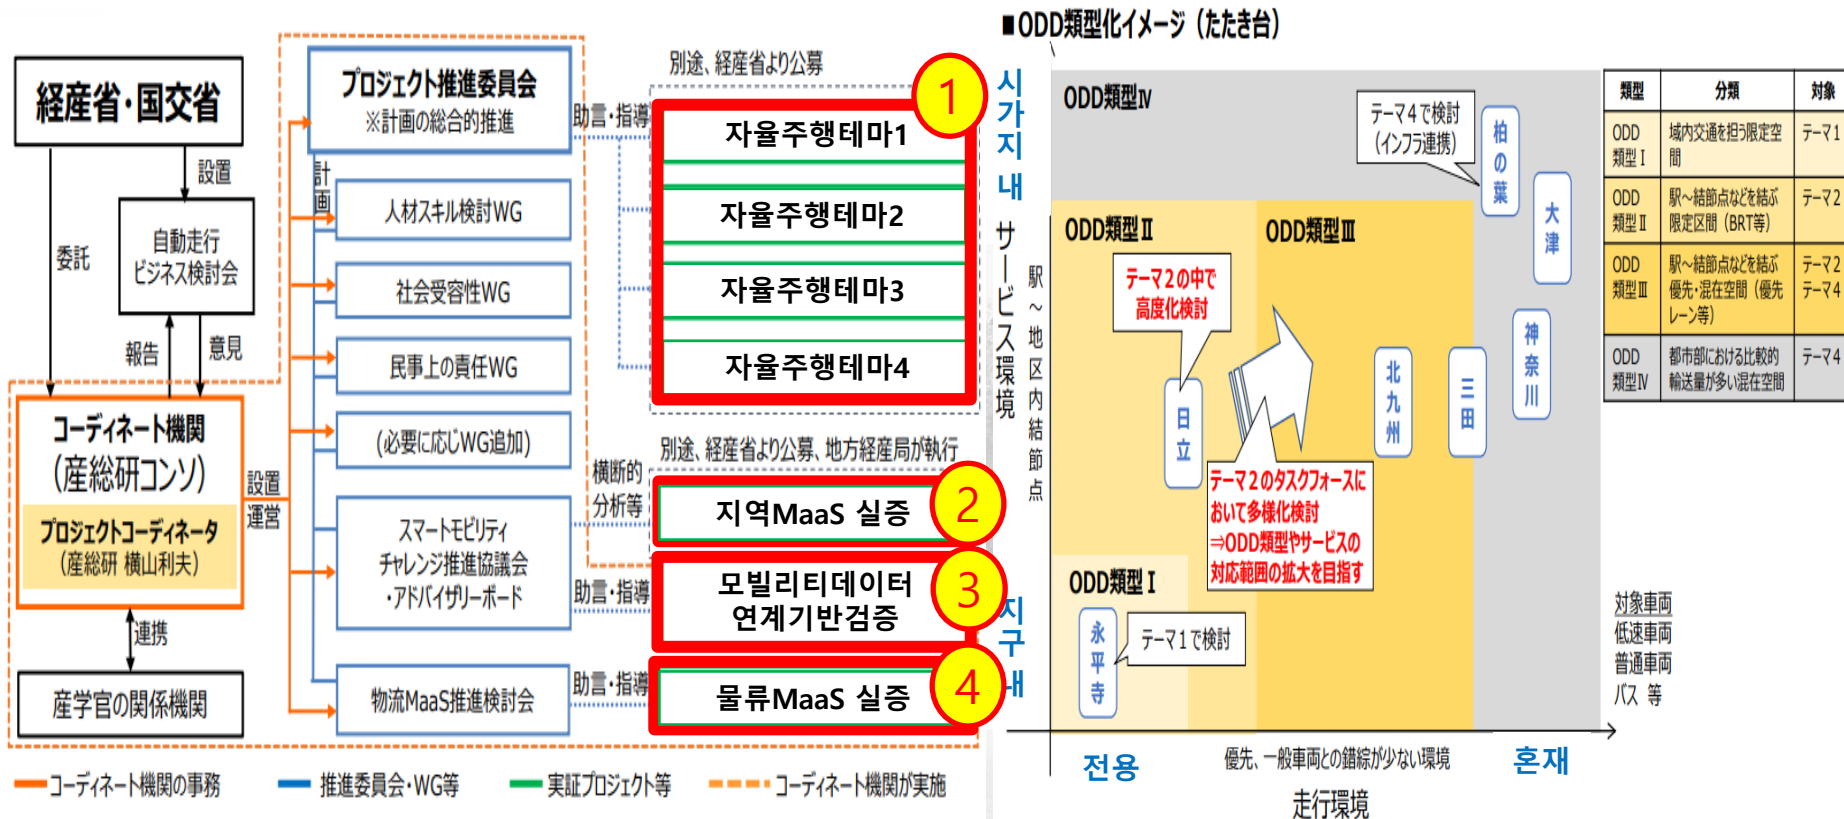 経産省・国交省
設置
委託
自動走行
ビジネス検討会
報告
意見
コーディネート機関
(産総研コンソ)
プロジェクトコーディネータ
(産総研 横山利夫)
連携
産学官の関係機関
設置
運営
プロジェクト推進委員会
※計画の総合的推進
計画
人材スキル検討WG
社会受容性WG
民事上の責任WG
(必要に応じWG追加)
スマートモビリティ
チャレンジ推進協議会
・アドバイザリーボード
物流MaaS推進検討会
助言・指導
横断的
分析等
助言・指導
助言・指導
別途、経産省より公募
1
자율주행테마1
자율주행테마2
자율주행테마3
자율주행테마4
別途、経産省より公募、地方経産局が執行
지역MaaS 실증
2
모빌리티데이터
연계기반검증
3
물류MaaS 실증
4
コーディネート機関の事務
推進委員会・WG等
実証プロジェクト等
コーディネート機関が実施
■ODD類型化イメージ（たたき台）
시가지내
サービス環境
駅～地区内結節点
지구내
ODD類型Ⅳ
テーマ４で検討
(インフラ連携)
柏の葉
大津
ODD類型Ⅱ
ODD類型Ⅲ
テーマ２の中で
高度化検討
神奈川
日立
北九州
三田
テーマ２のタスクフォースに
おいて多様化検討
⇒ODD類型やサービスの
対応範囲の拡大を目指す
ODD類型Ⅰ
永平寺
テーマ１で検討
전용
優先、一般車両との錯綜が少ない環境
혼재
走行環境
類型 分類 対象
ODD 域内交通を担う限定空 テーマ１
類型Ⅰ 間
ODD 駅～結節点などを結ぶ テーマ２
類型Ⅱ 限定区間（BRT等）
ODD 駅～結節点などを結ぶ テーマ２
類型Ⅲ 優先・混在空間（優先 テーマ４
レーン等）
ODD 都市部における比較的 テーマ４
類型Ⅳ 輸送量が多い混在空間
対象車両
低速車両
普通車両
バス 等